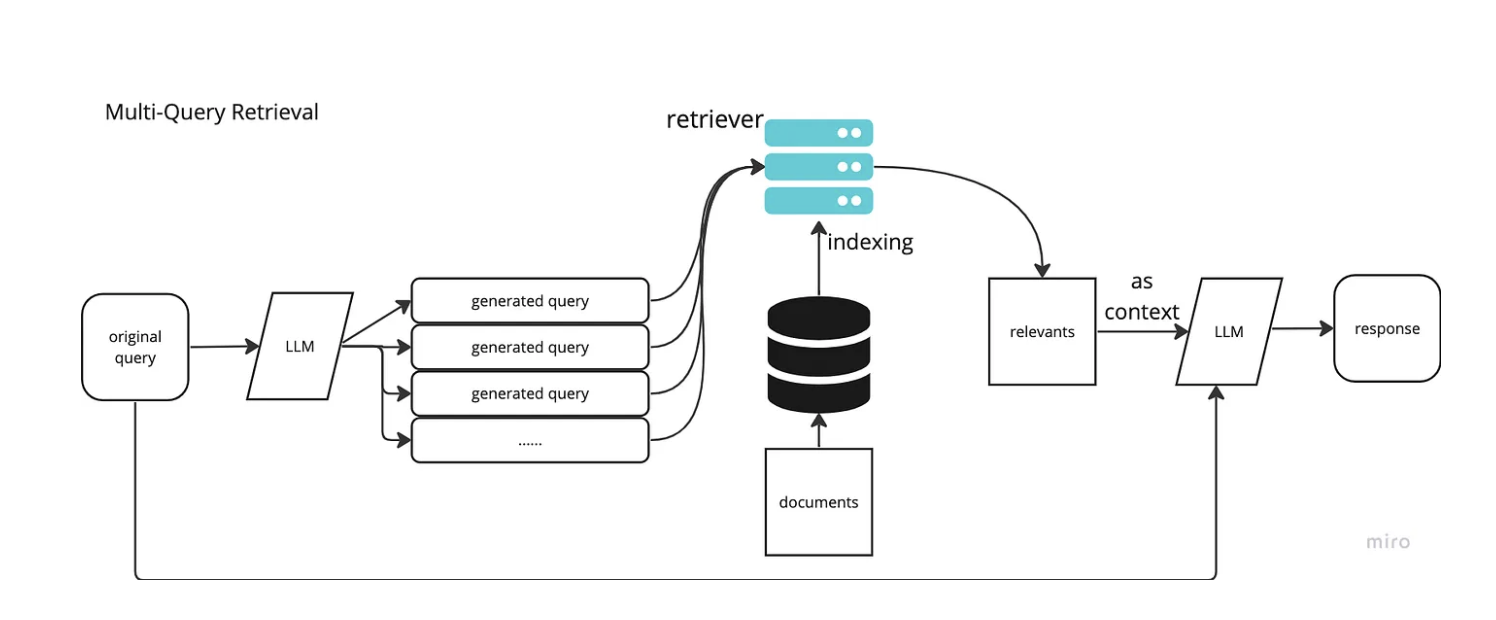 Multi-Query Retrieval
retriever
indexing
original
query
LLM
generated query
generated query
generated query
......
documents
relevants
as
context
LLM
response
miro